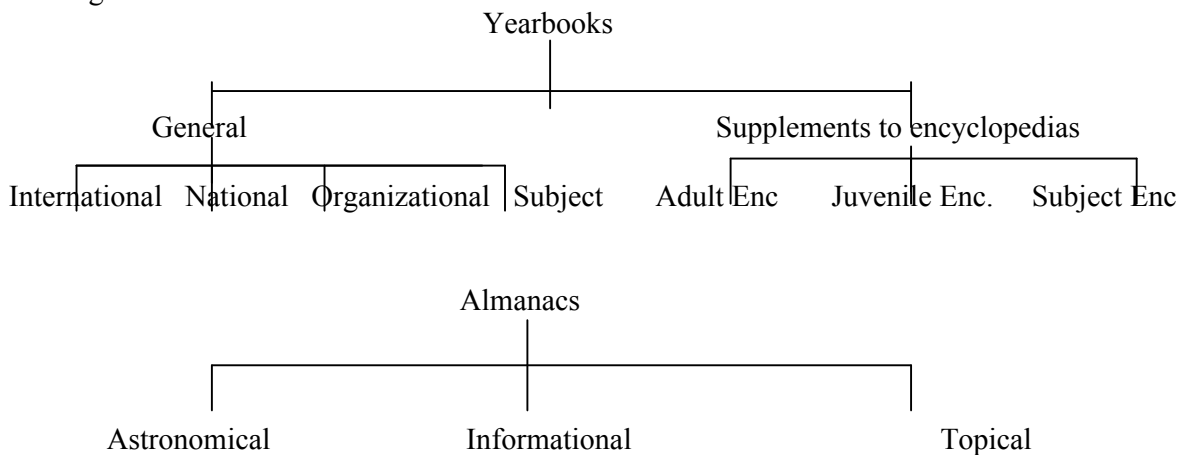 Yearbooks
General Supplements to encyclopedias
International National Organizational Subject Adult Enc Juvenile Enc. Subject Enc
Almanacs
Astronomical Informational Topical